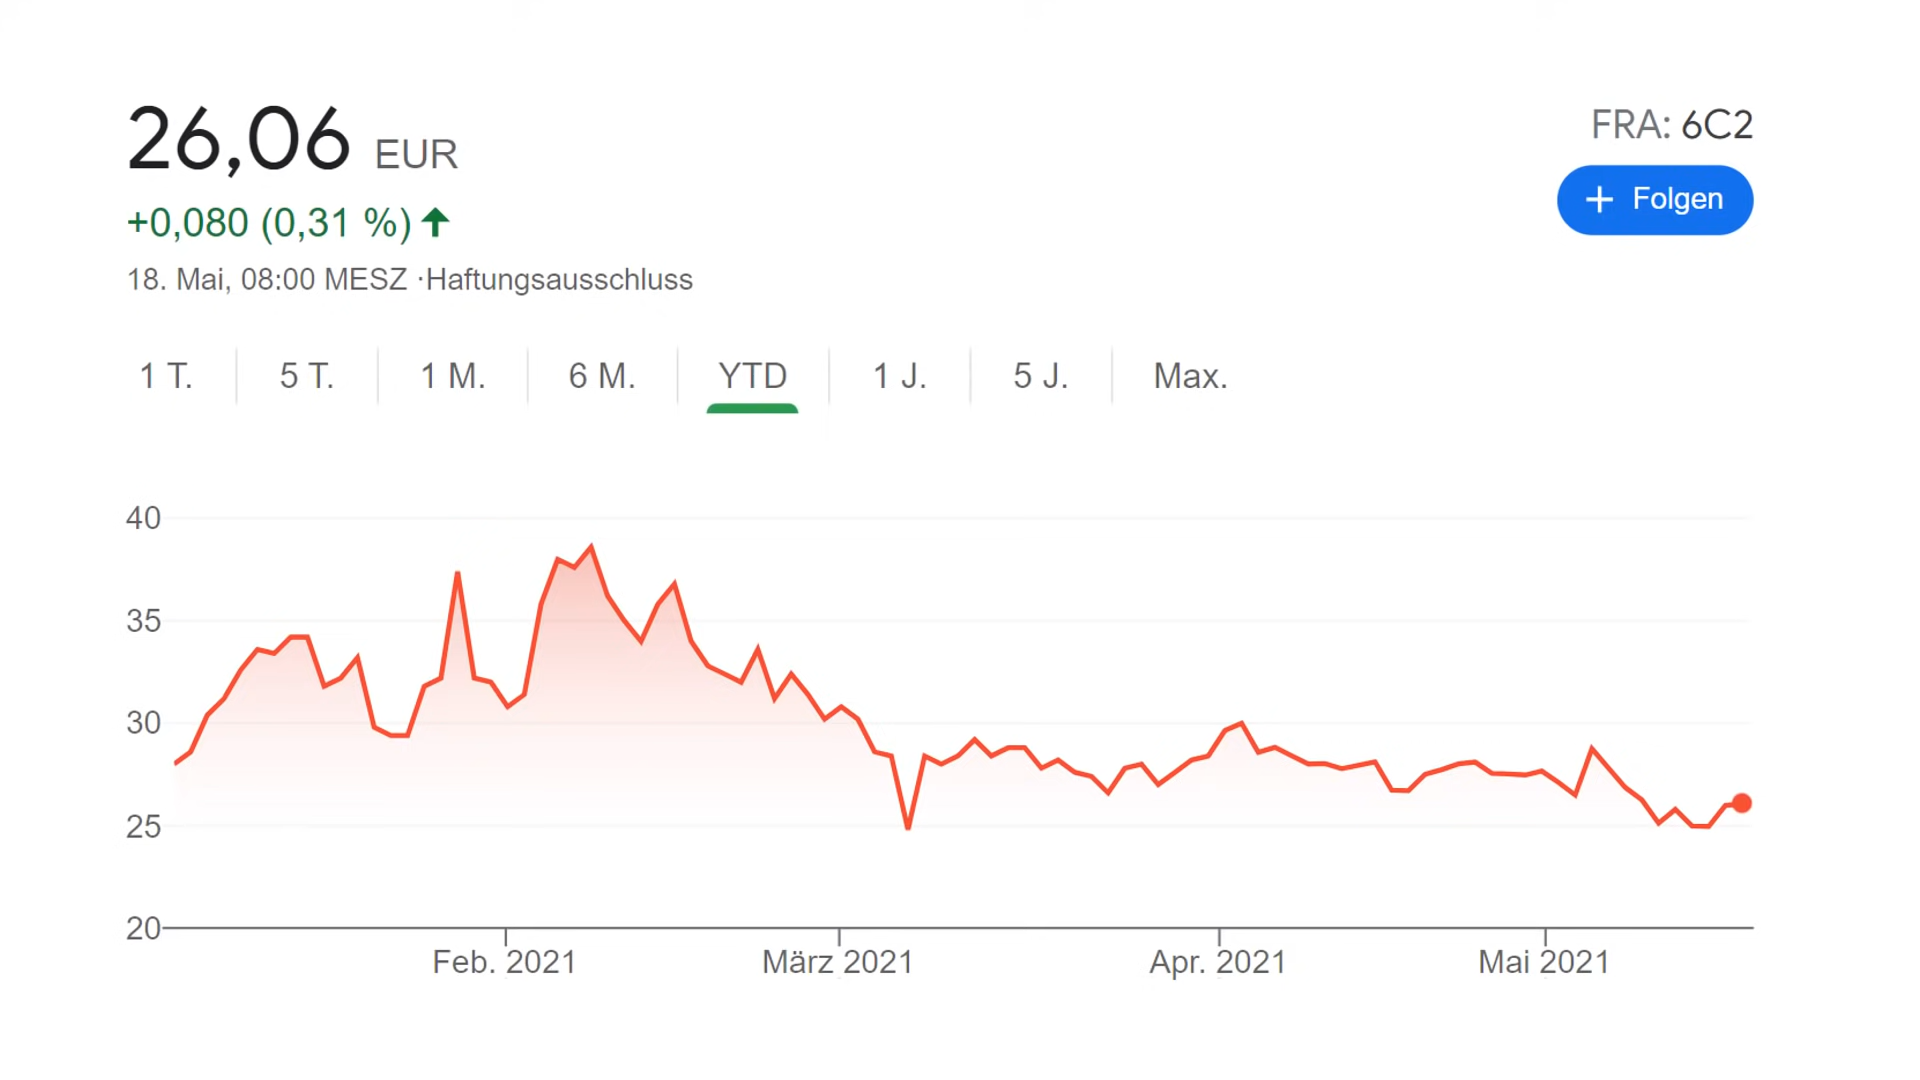 26,06 EUR
FRA: 6C2
+0,080 (0,31 %)
+ Folgen
18. Mai, 08:00 MESZ ·Haftungsausschluss
1 T. 5 T. 1 M. 6 M. YTD 1 J. 5 J. Max.
40
35
30
25
20
Feb. 2021 März 2021 Apr. 2021 Mai 2021